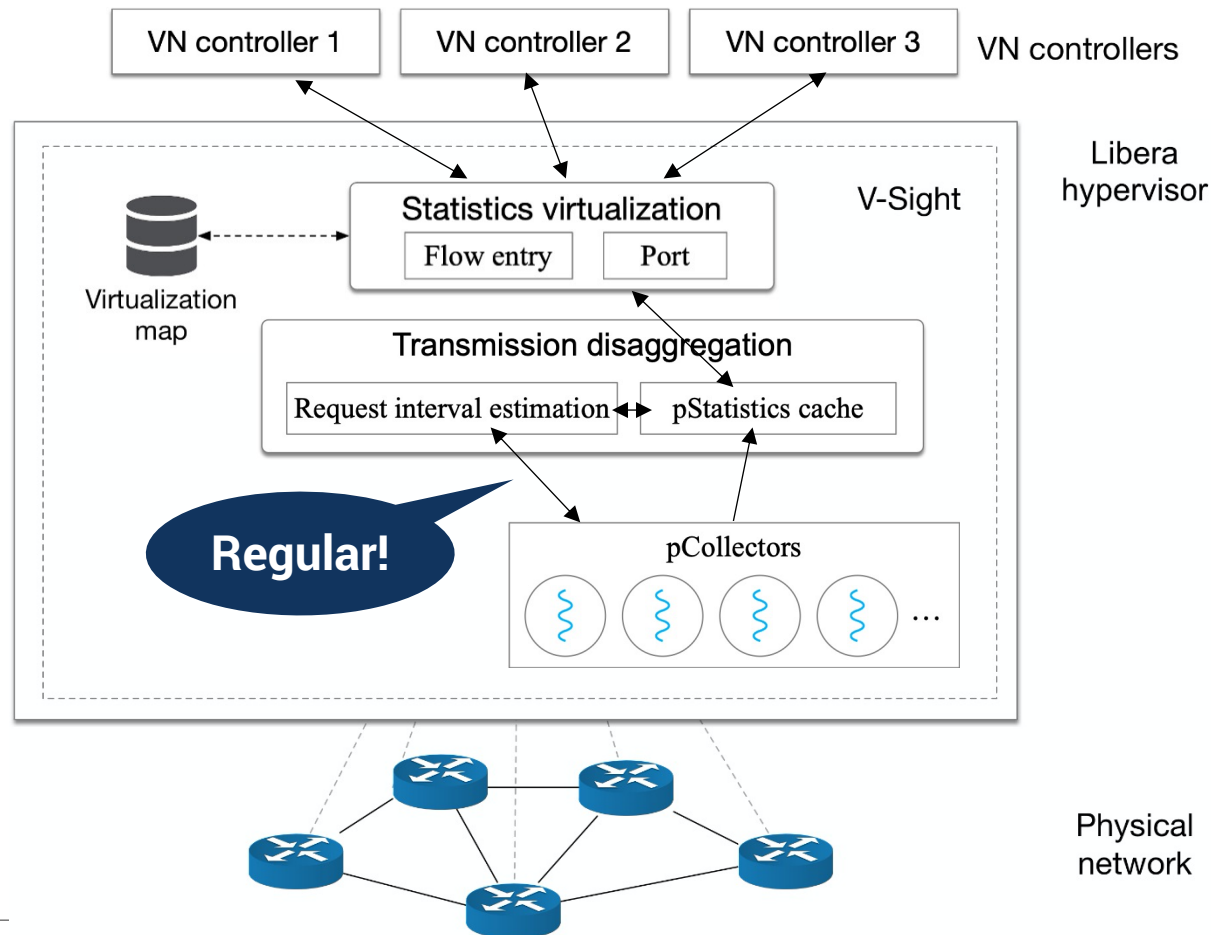 VN controller 1
VN controller 2
VN controller 3
VN controllers
Libera
hypervisor
V-Sight
Statistics virtualization
Flow entry
Port
Virtualization
map
Transmission disaggregation
Request interval estimation
pStatistics cache
Regular!
pCollectors
...
Physical
network